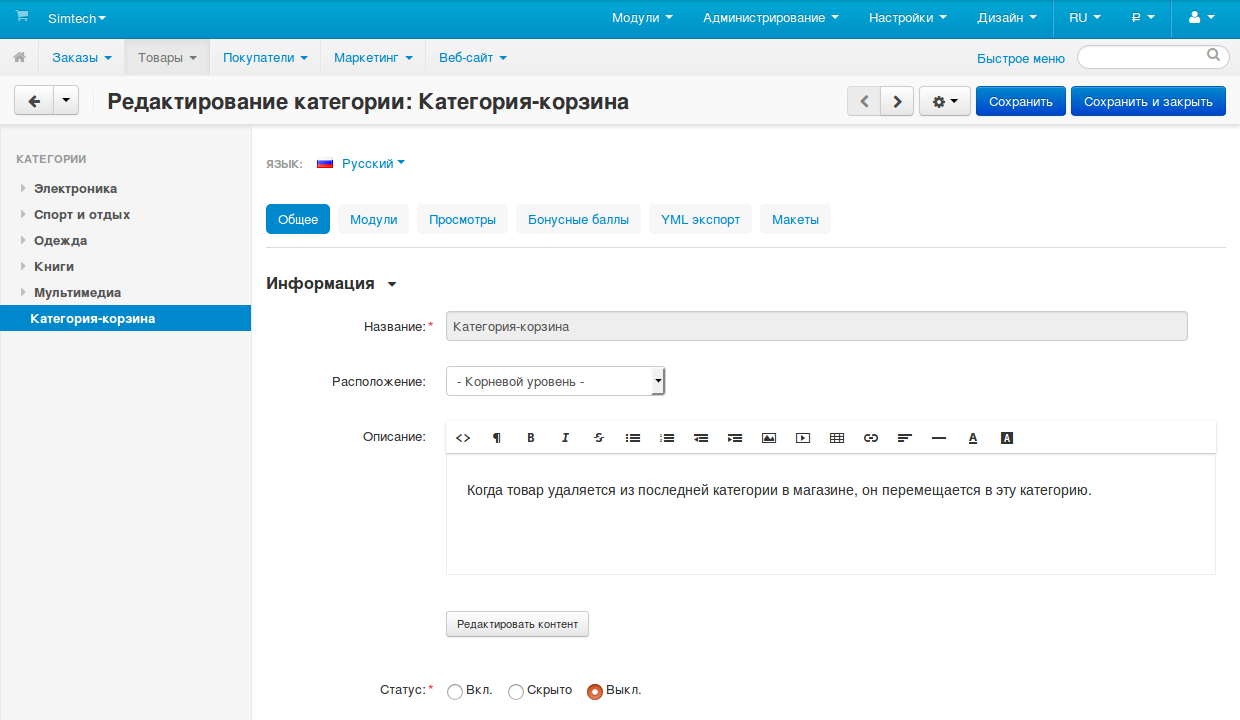 Simtech Модули Администрирование Настройки Дизайн RU ₽
Заказы Товары Покупатели Маркетинг Веб-сайт Быстрое меню
Редактирование категории: Категория-корзина Сохранить Сохранить и закрыть
КАТЕГОРИИ
Электроника
Спорт и отдых
Одежда
Книги
Мультимедиа
Категория-корзина
ЯЗЫК: Русский
Общее Модули Просмотры Бонусные баллы YML экспорт Макеты
Информация
Название:* Категория-корзина
Расположение: - Корневой уровень -
Описание:
Когда товар удаляется из последней категории в магазине, он перемещается в эту категорию.
Редактировать контент
Статус:* Вкл. Скрыто Выкл.